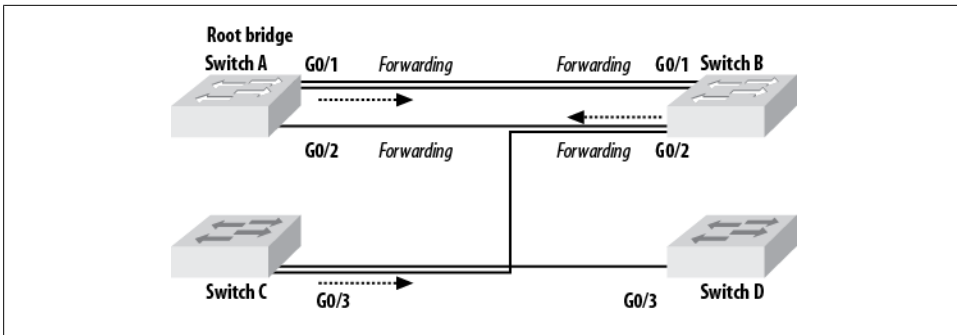 Root bridge
Switch A G0/1 Forwarding Forwarding G0/1 Switch B
G0/2 Forwarding Forwarding G0/2
Switch C G0/3 G0/3 Switch D